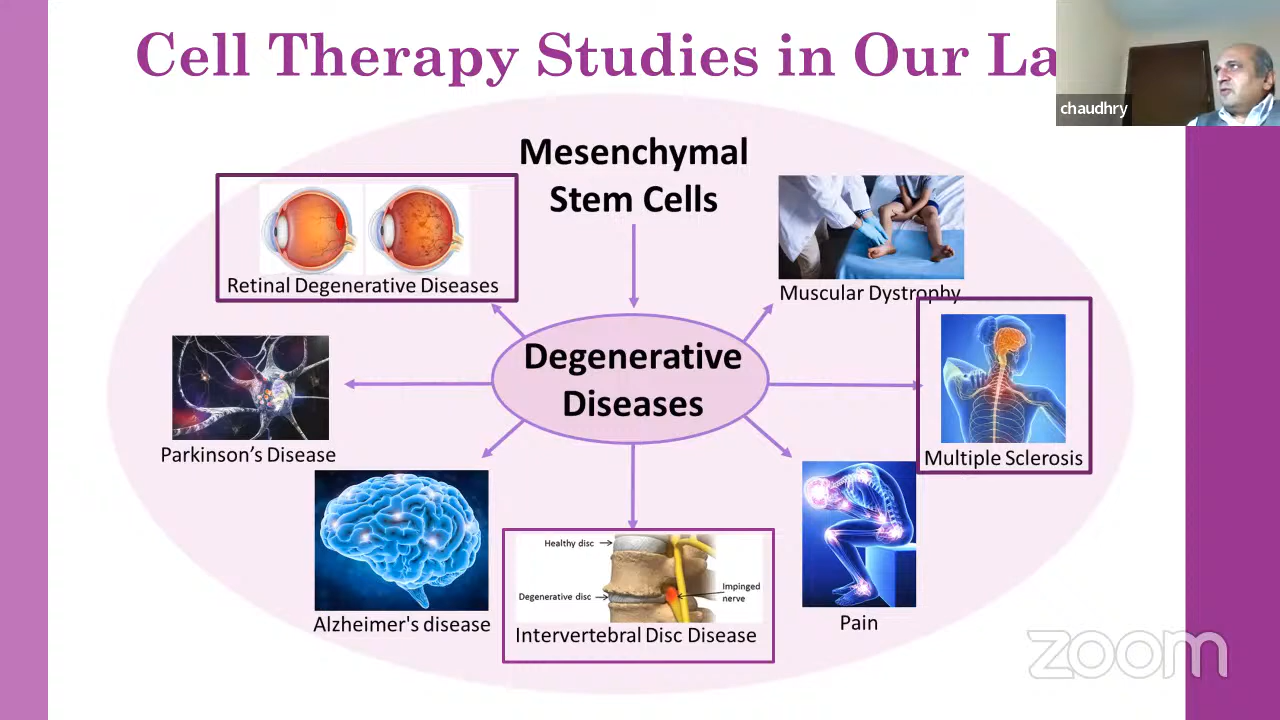 Cell Therapy Studies in Our La
chaudhry
Mesenchymal
Stem Cells
Retinal Degenerative Diseases
Muscular Dystrophy
Degenerative
Diseases
Parkinson's Disease
Multiple Sclerosis
Alzheimer's disease
Healthy disc
Degenerative disc
Impinged
nerve
Intervertebral Disc Disease
Pain
zoom